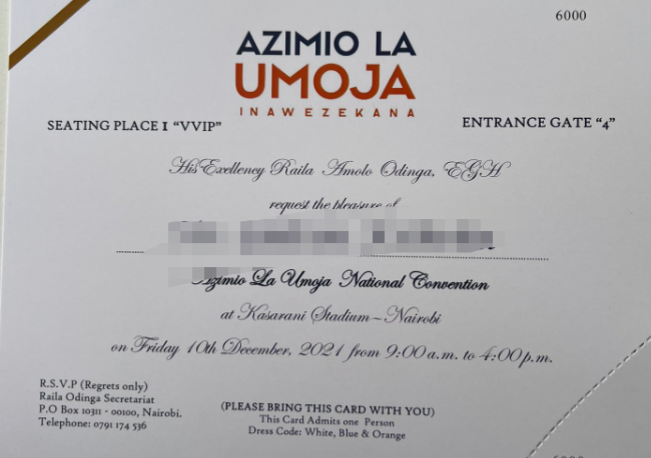 6000
AZIMIO LA
UMOJA
INAWEZEKANA
SEATING PLACE I "VVIP"
ENTRANCE GATE "4"
His Exellency Raila Amolo Odinga, EGH
request the pleasure of
Azimio La Umoja National Convention
at Kasarani Stadium - Nairobi
on Friday 10th December, 2021 from 9:00 a.m. to 4:00 p.m.
R.S.V.P (Regrets only)
Raila Odinga Secretariat
P.O Box 10311 - 00100, Nairobi.
Telephone: 0791 174 536
(PLEASE BRING THIS CARD WITH YOU)
This Card Admits one Person
Dress Code: White, Blue & Orange